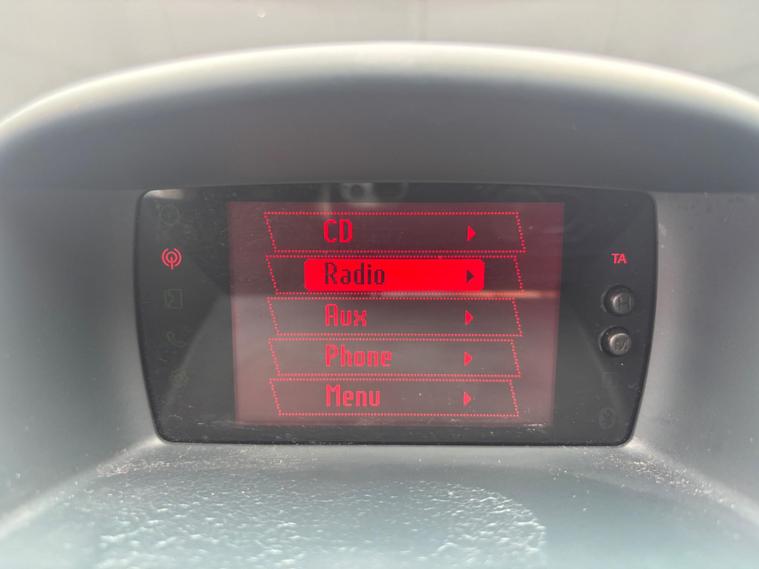 CD
Radio
TA
H
Aux
Phone
Menu